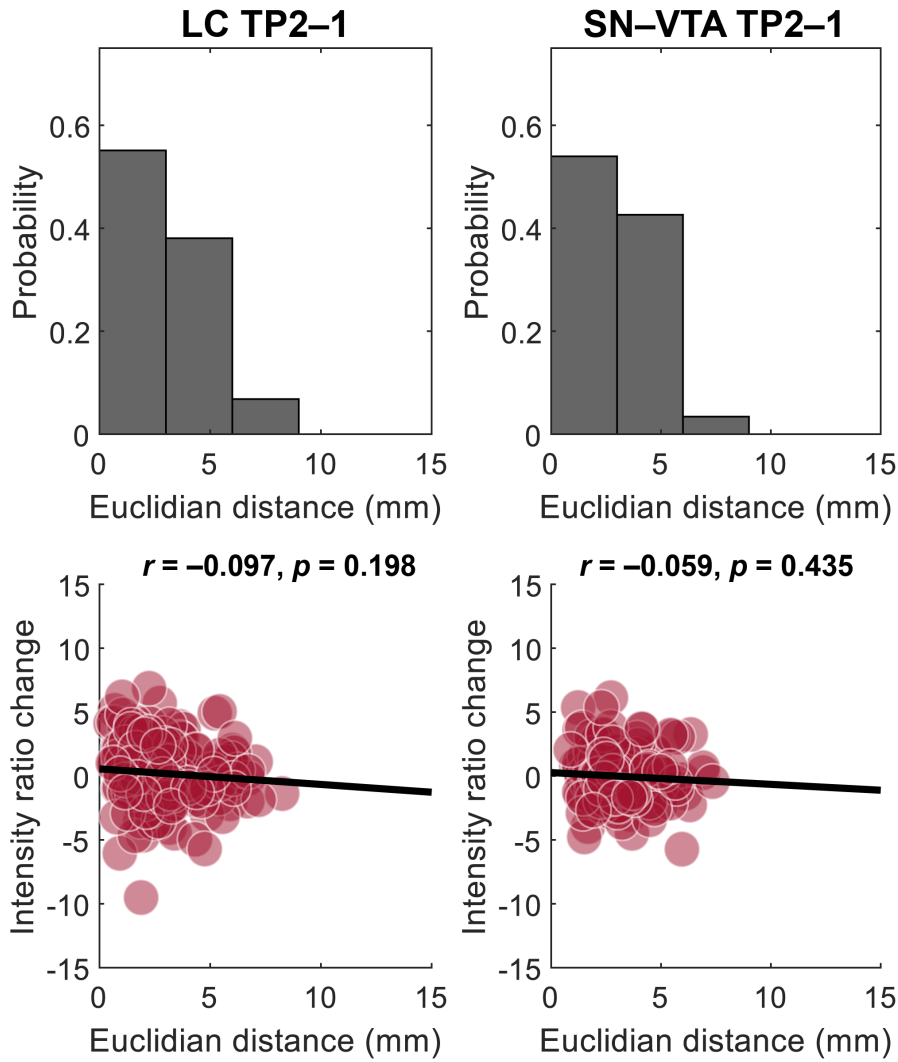 LC TP2–1
SN–VTA TP2–1
Probability
0.6
0.4
0.2
0
0 5 10 15
Euclidian distance (mm)
Probability
0.6
0.4
0.2
0
0 5 10 15
Euclidian distance (mm)
r = –0.097, p = 0.198
Intensity ratio change
15
10
5
0
-5
-10
-15
0 5 10 15
Euclidian distance (mm)
r = –0.059, p = 0.435
Intensity ratio change
15
10
5
0
-5
-10
-15
0 5 10 15
Euclidian distance (mm)